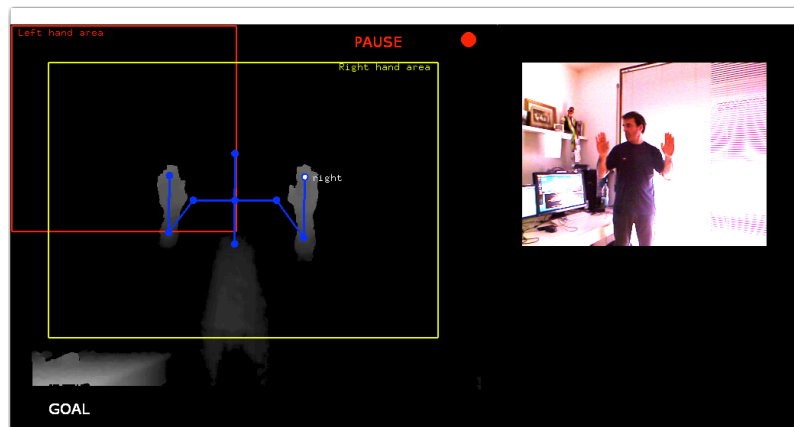 Left hand area
PAUSE
Right hand area
right
GOAL